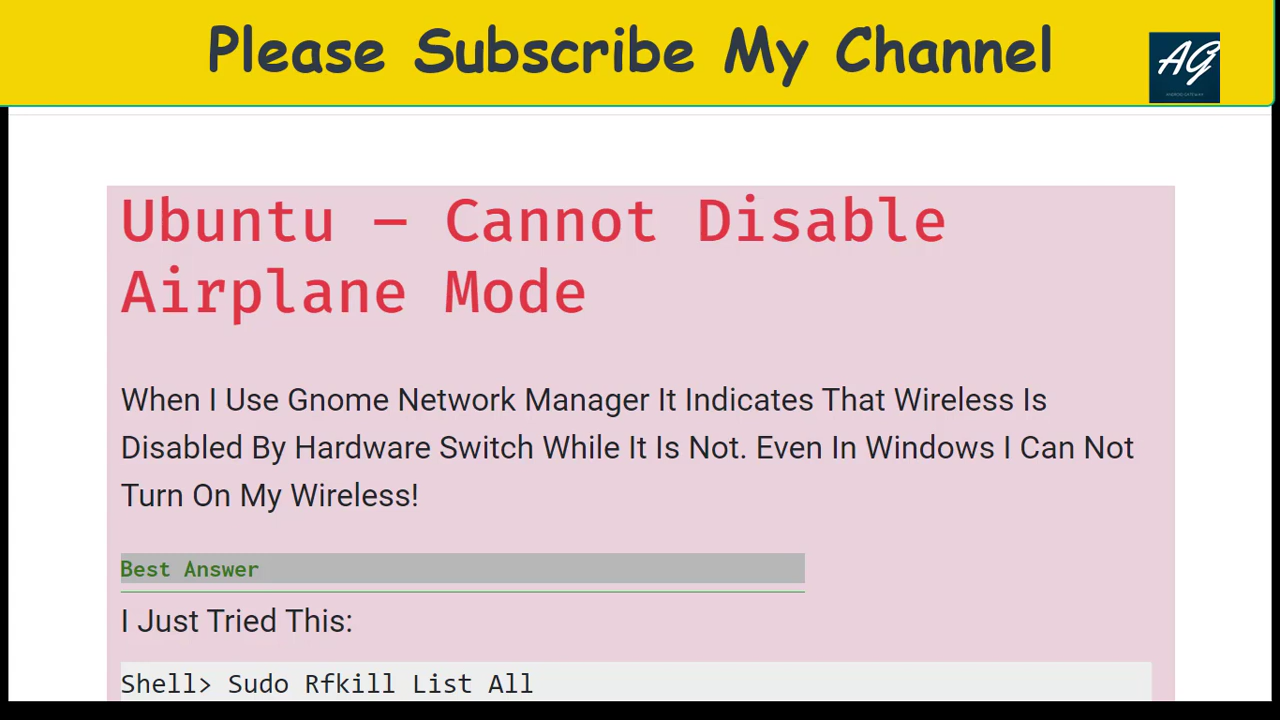 Please Subscribe My Channel
AG
Ubuntu – Cannot Disable
Airplane Mode
When I Use Gnome Network Manager It Indicates That Wireless Is
Disabled By Hardware Switch While It Is Not. Even In Windows I Can Not
Turn On My Wireless!
Best Answer
I Just Tried This:
Shell> Sudo Rfkill List All